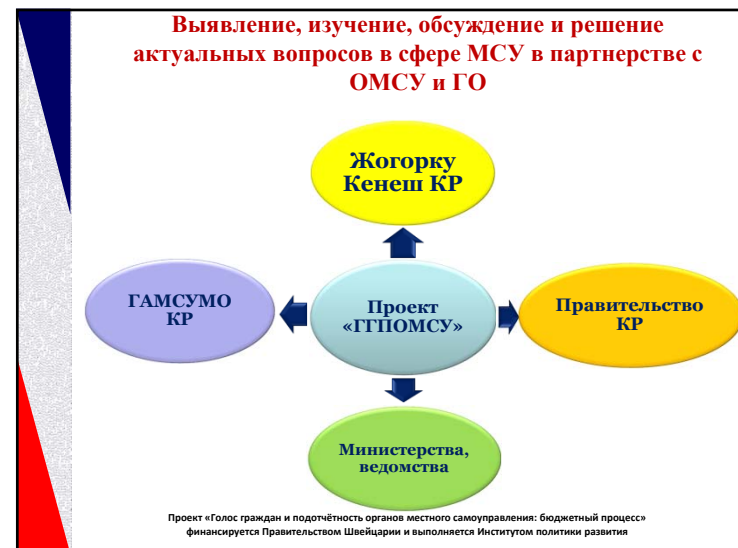 Выявление, изучение, обсуждение и решение
актуальных вопросов в сфере МСУ в партнерстве с
ОМСУ и ГО
Жогорку
Кенеш КР
ГАМСУМО
КР
Проект
«ГГПОМСУ»
Правительство
КР
Министерства,
ведомства
Проект «Голос граждан и подотчётность органов местного самоуправления: бюджетный процесс»
финансируется Правительством Швейцарии и выполняется Институтом политики развития